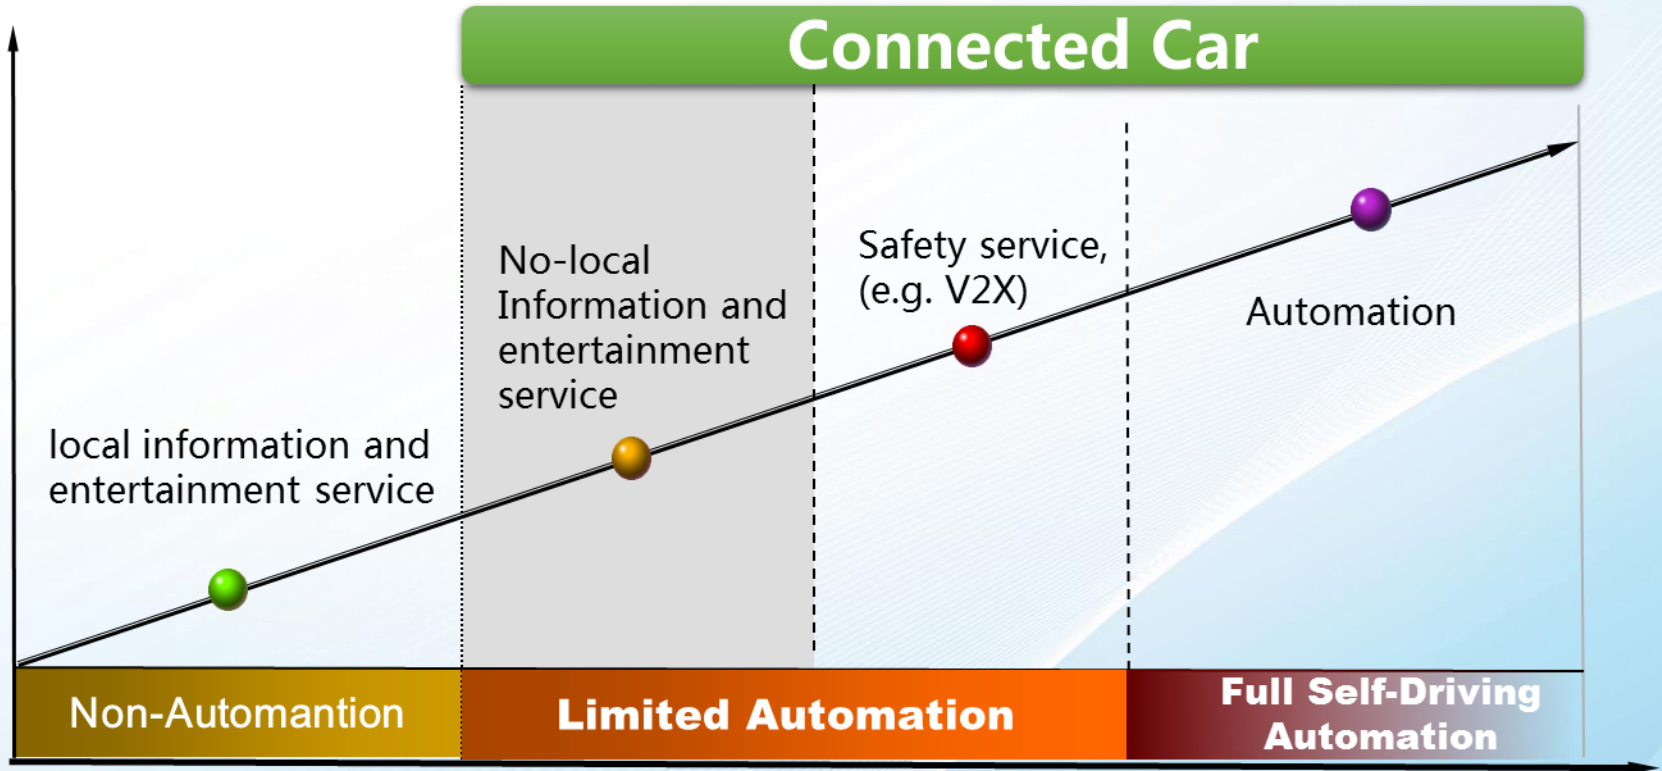 Connected Car
local information and
entertainment service
No-local
Information and
entertainment
service
Safety service,
(e.g. V2X)
Automation
Non-Automantion
Limited Automation
Full Self-Driving
Automation